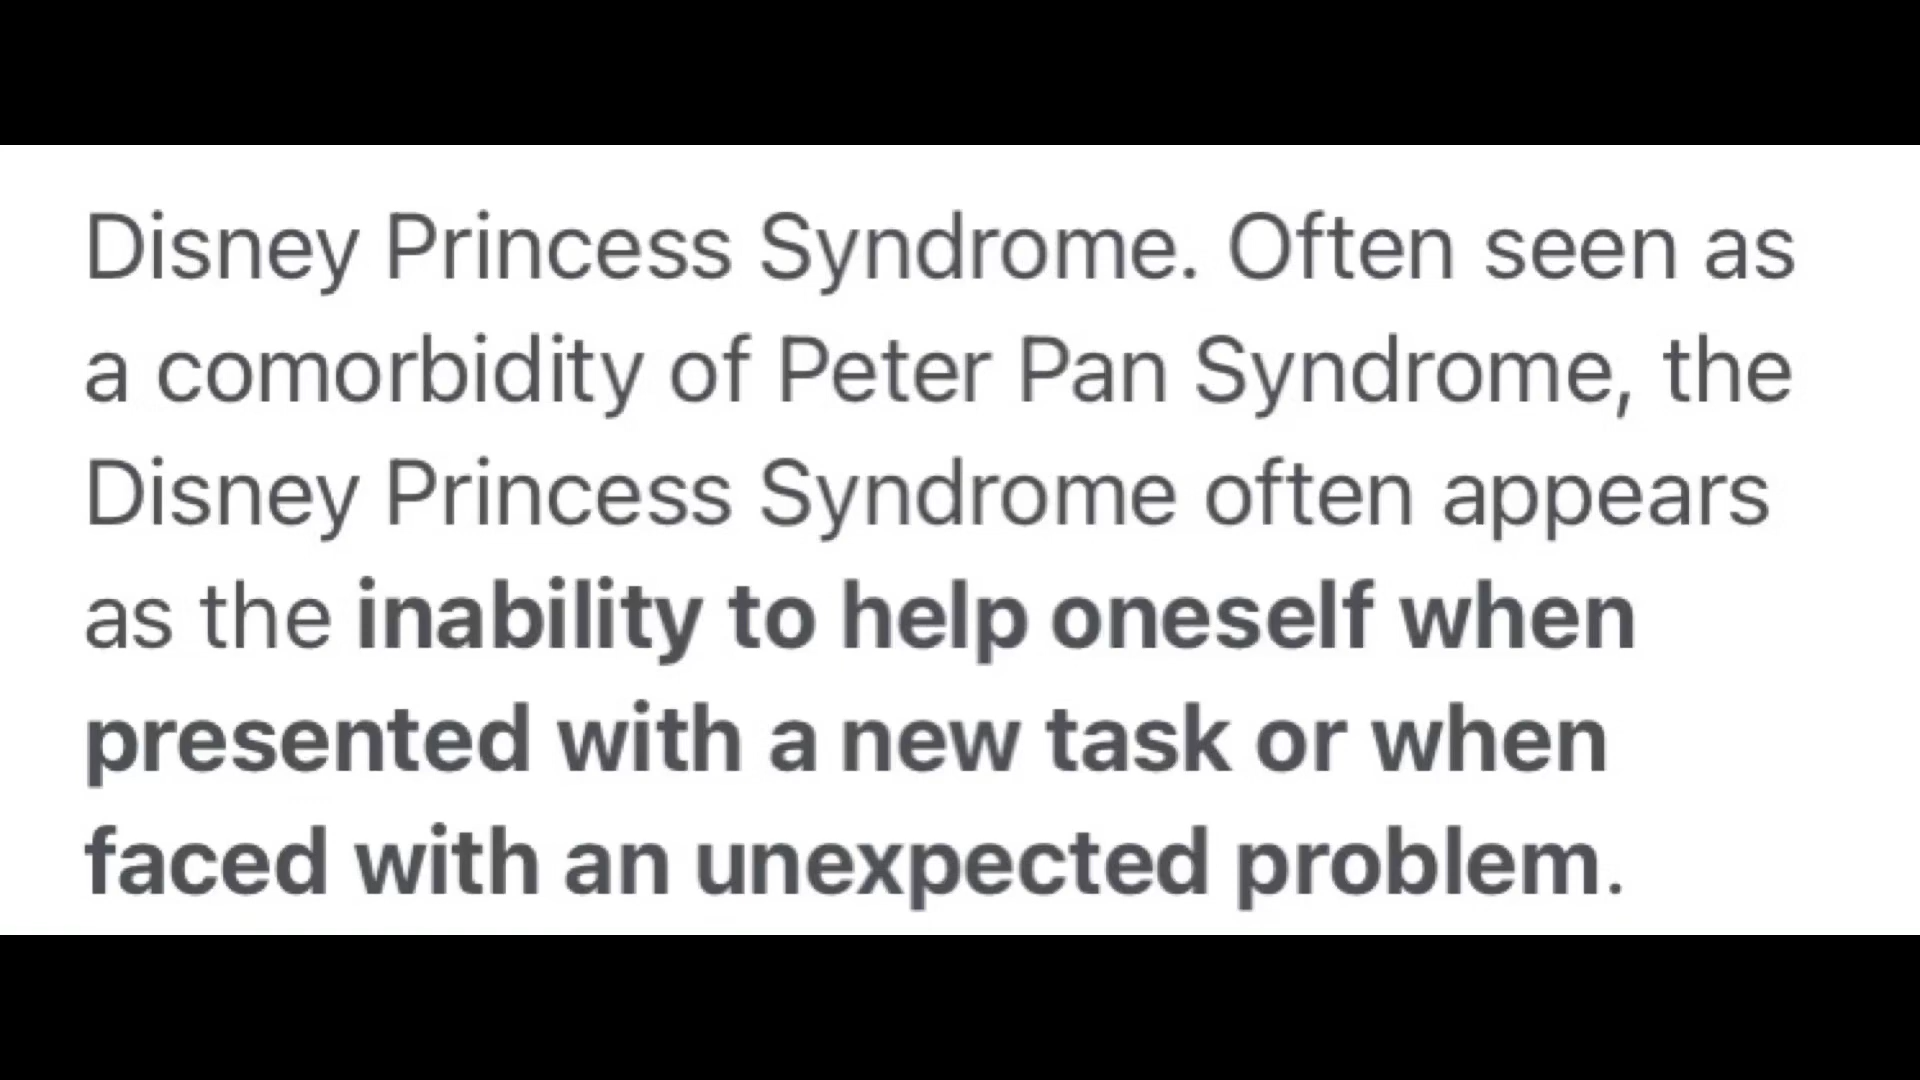 Disney Princess Syndrome. Often seen as
a comorbidity of Peter Pan Syndrome, the
Disney Princess Syndrome often appears
as the inability to help oneself when
presented with a new task or when
faced with an unexpected problem.